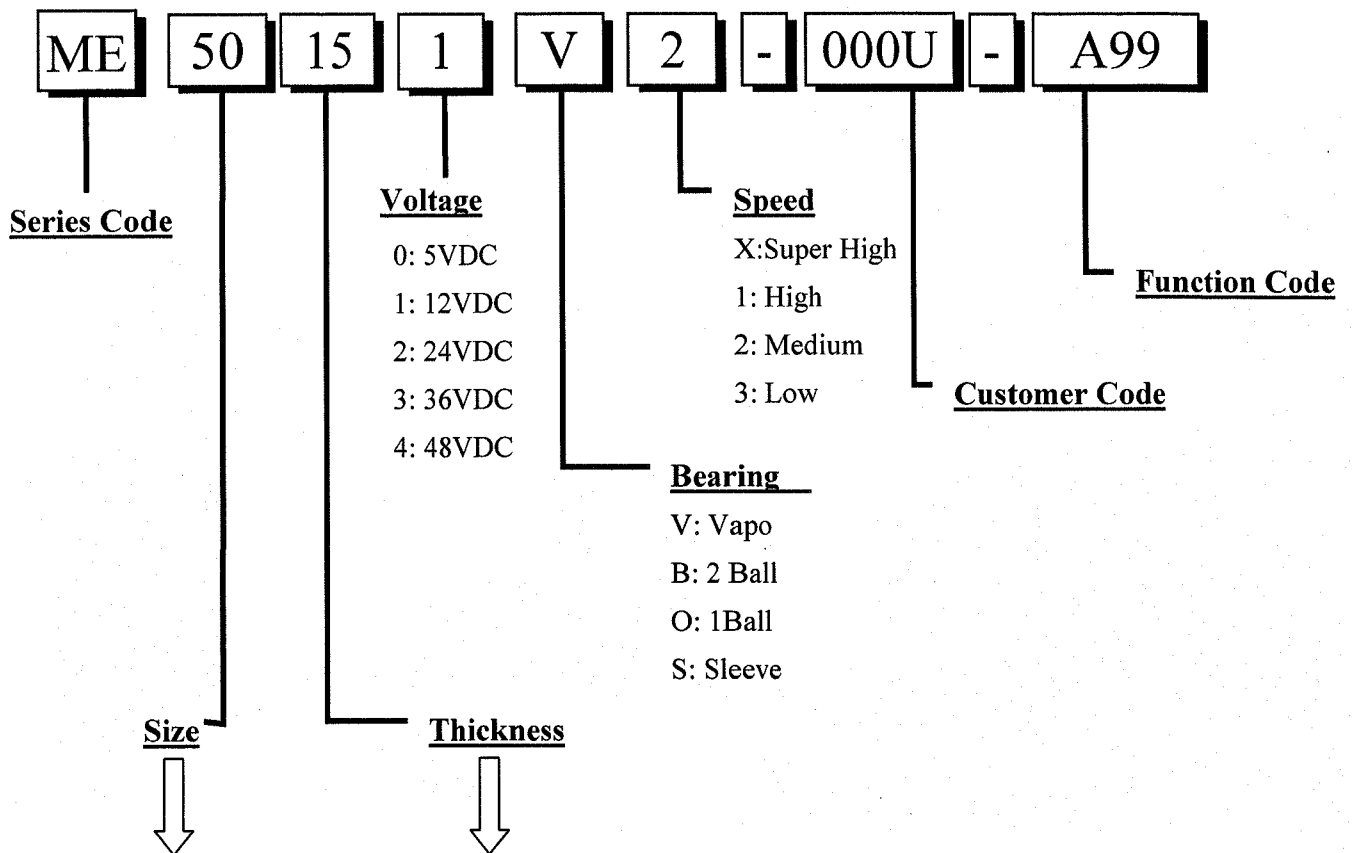 ME 50 15 1 V 2 - 000U - A99
Series Code
Voltage
0: 5VDC
1: 12VDC
2: 24VDC
3: 36VDC
4: 48VDC
Speed
X:Super High
1: High
2: Medium
3: Low
Function Code
Customer Code
Bearing
V: Vapo
B: 2 Ball
O: 1Ball
S: Sleeve
Size
Thickness